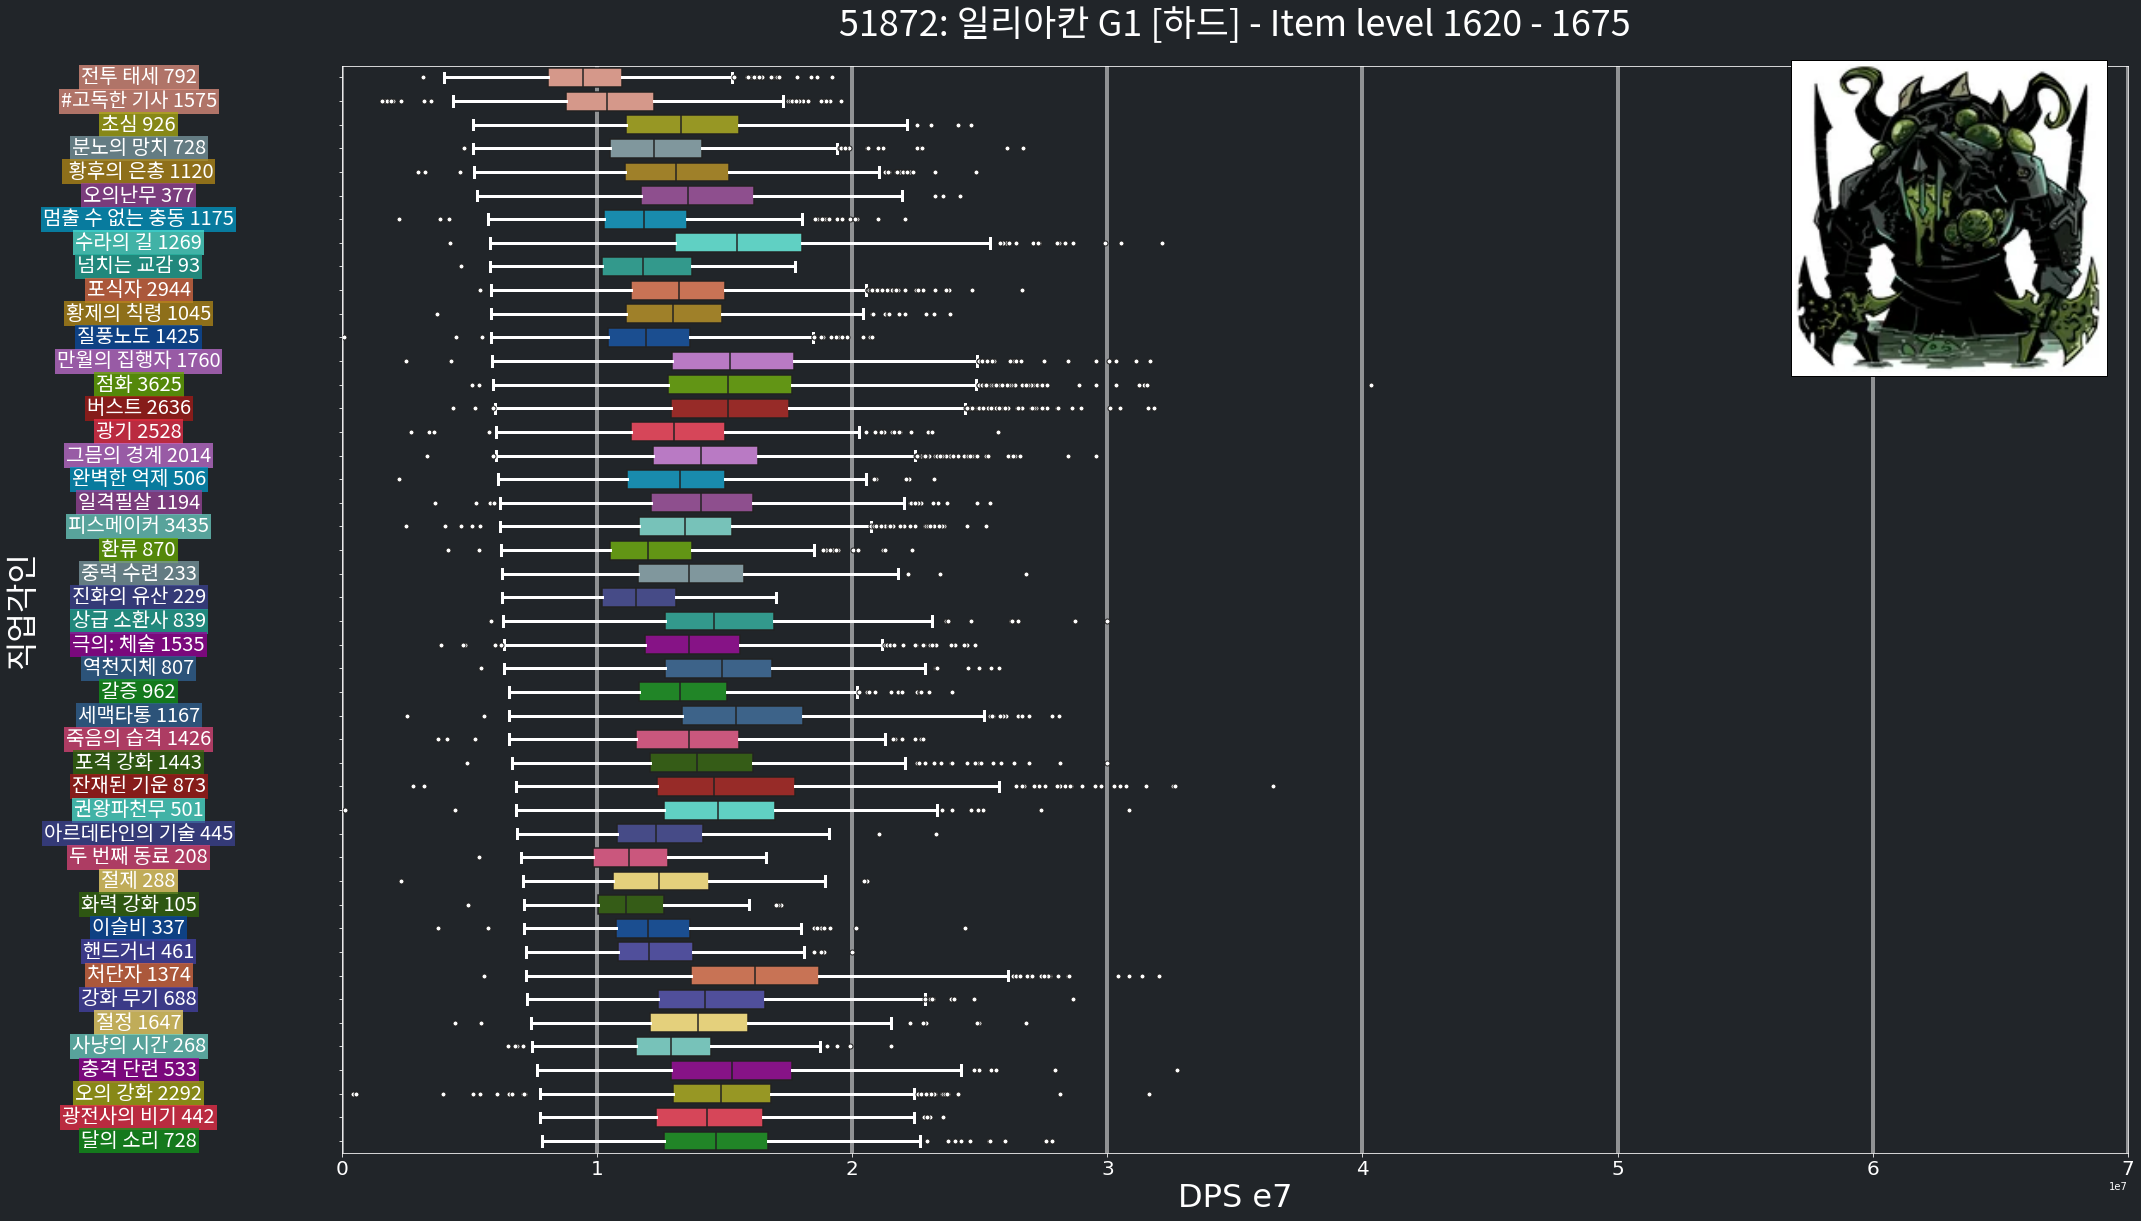 51872: 일리아칸 G1 [하드] - Item level 1620 - 1675
전투 태세 792
#고독한 기사 1575
초심 926
분노의 망치 728
황후의 은총 1120
오의난무 377
멈출 수 없는 충동 1175
수라의 길 1269
넘치는 교감 93
포식자 2944
황제의 칙령 1045
질풍노도 1425
만월의 집행자 1760
점화 3625
버스트 2636
광기 2528
그믐의 경계 2014
완벽한 억제 506
일격필살 1194
피스메이커 3435
환류 870
중력 수련 233
진화의 유산 229
상급 소환사 839
극의: 체술 1535
역천지체 807
갈증 962
세맥타통 1167
죽음의 습격 1426
포격 강화 1443
잔재된 기운 873
권왕파천무 501
아르데타인의 기술 445
두 번째 동료 208
절제 288
화력 강화 105
이슬비 337
핸드거너 461
처단자 1374
강화 무기 688
절정 1647
사냥의 시간 268
충격 단련 533
오의 강화 2292
광전사의 비기 442
달의 소리 728
직업각인
0 1 2 3 4 5 6 7
1e7
DPS e7